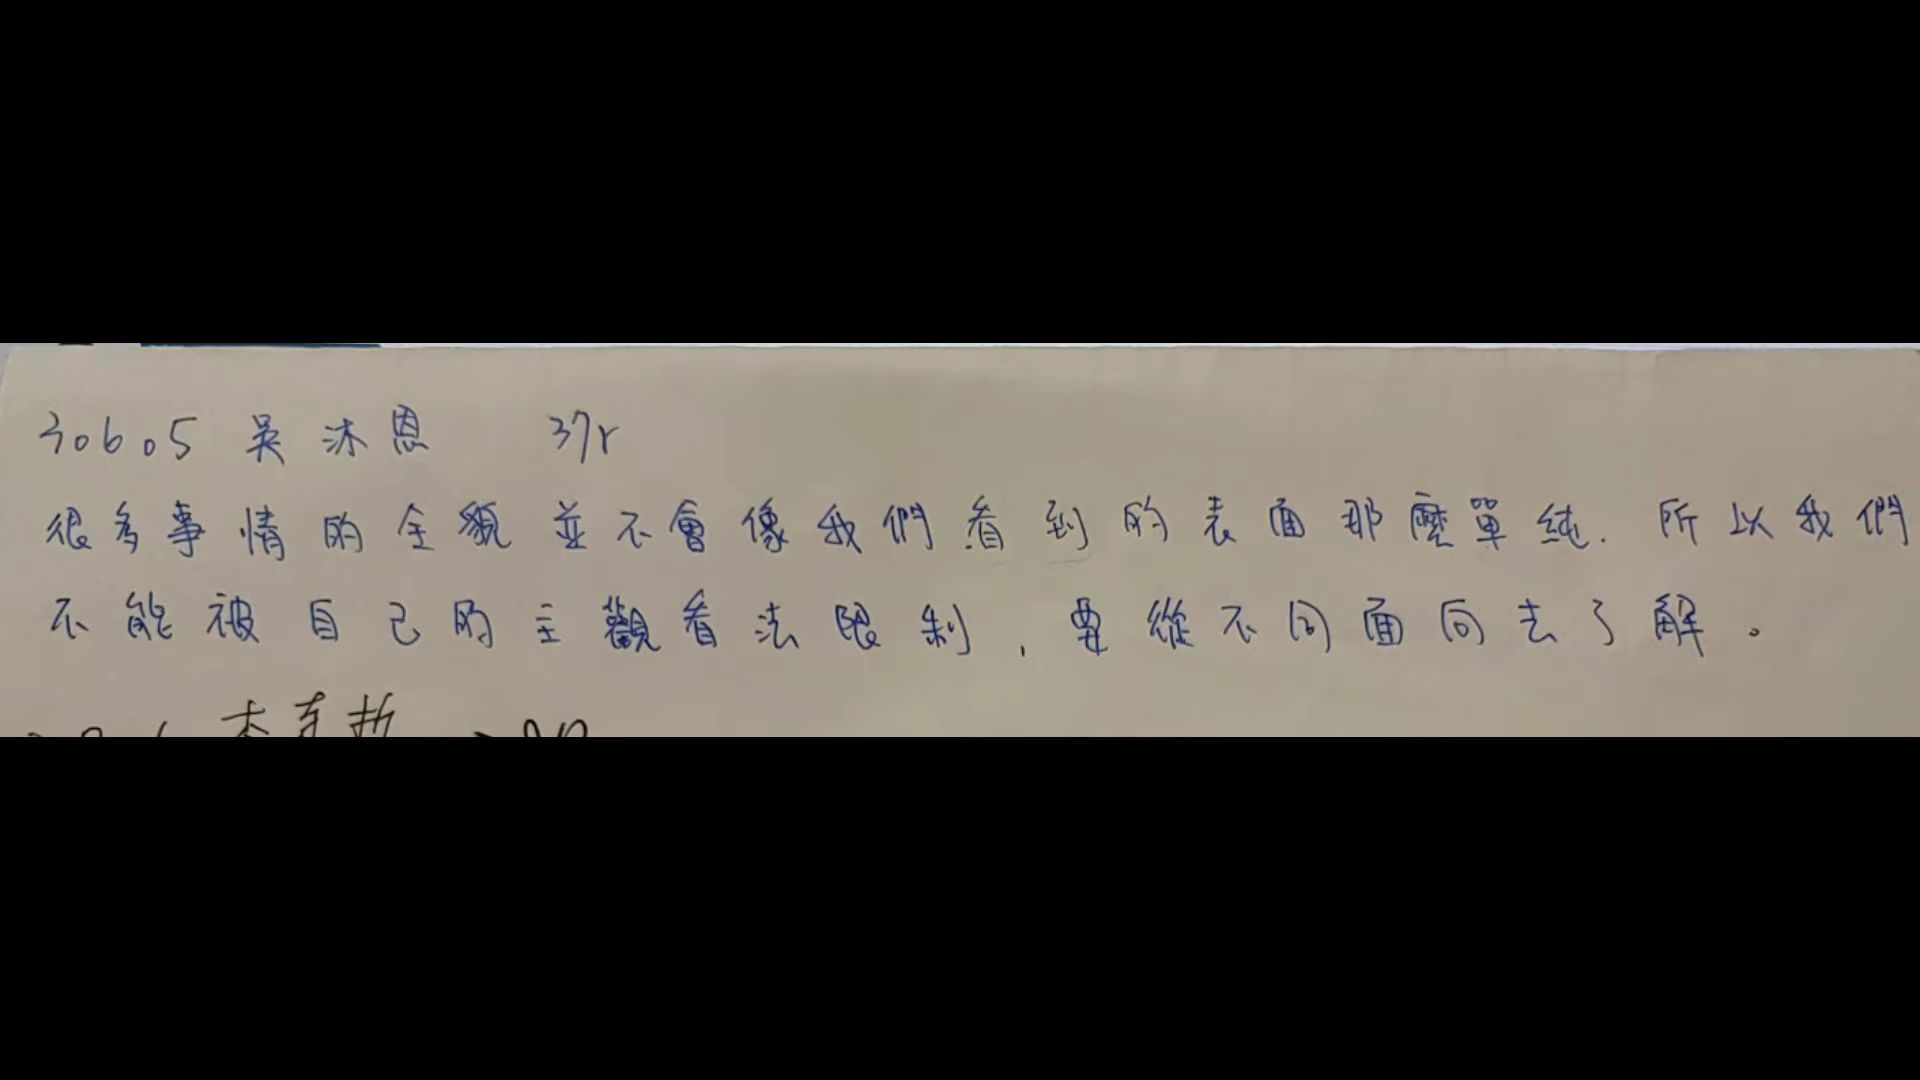 30605 吳沐恩 37r
很多事情的全貌並不會像我們看到的表面那麼單純. 所以我們
不能被自己的主觀看法限制，要從不同面向去了解。